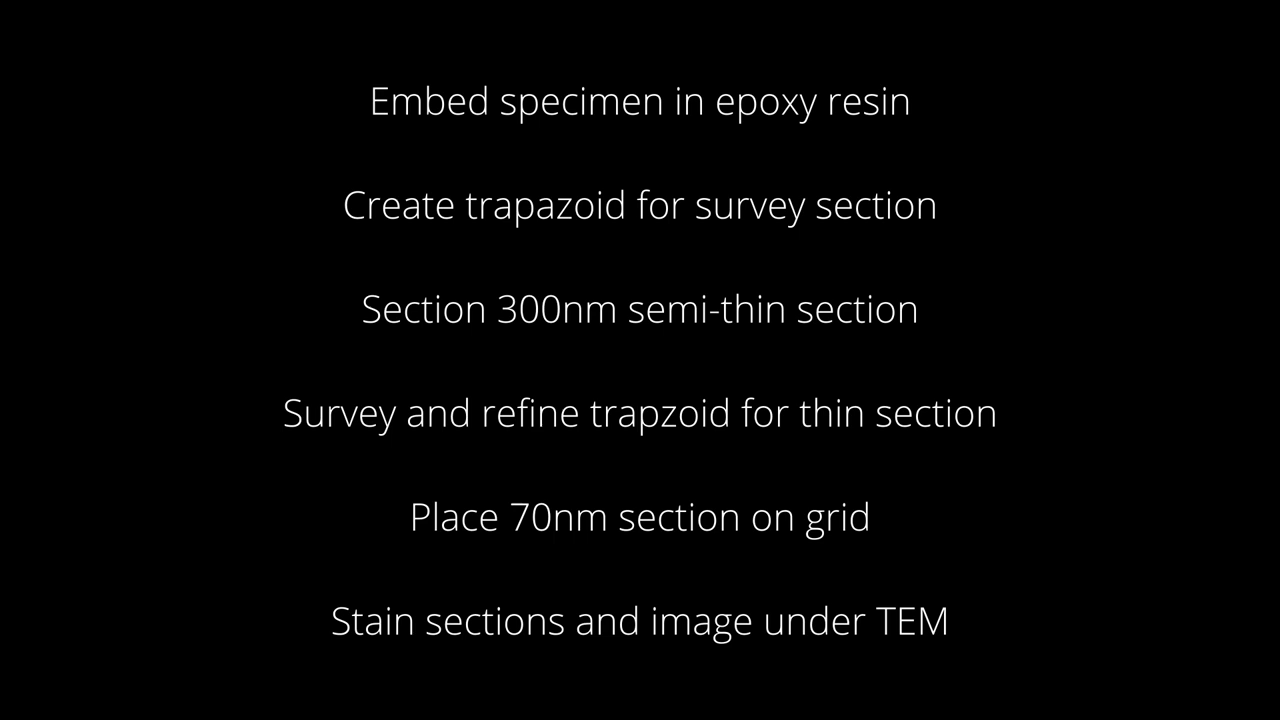 Embed specimen in epoxy resin
Create trapazoid for survey section
Section 300nm semi-thin section
Survey and refine trapzoid for thin section
Place 70nm section on grid
Stain sections and image under TEM